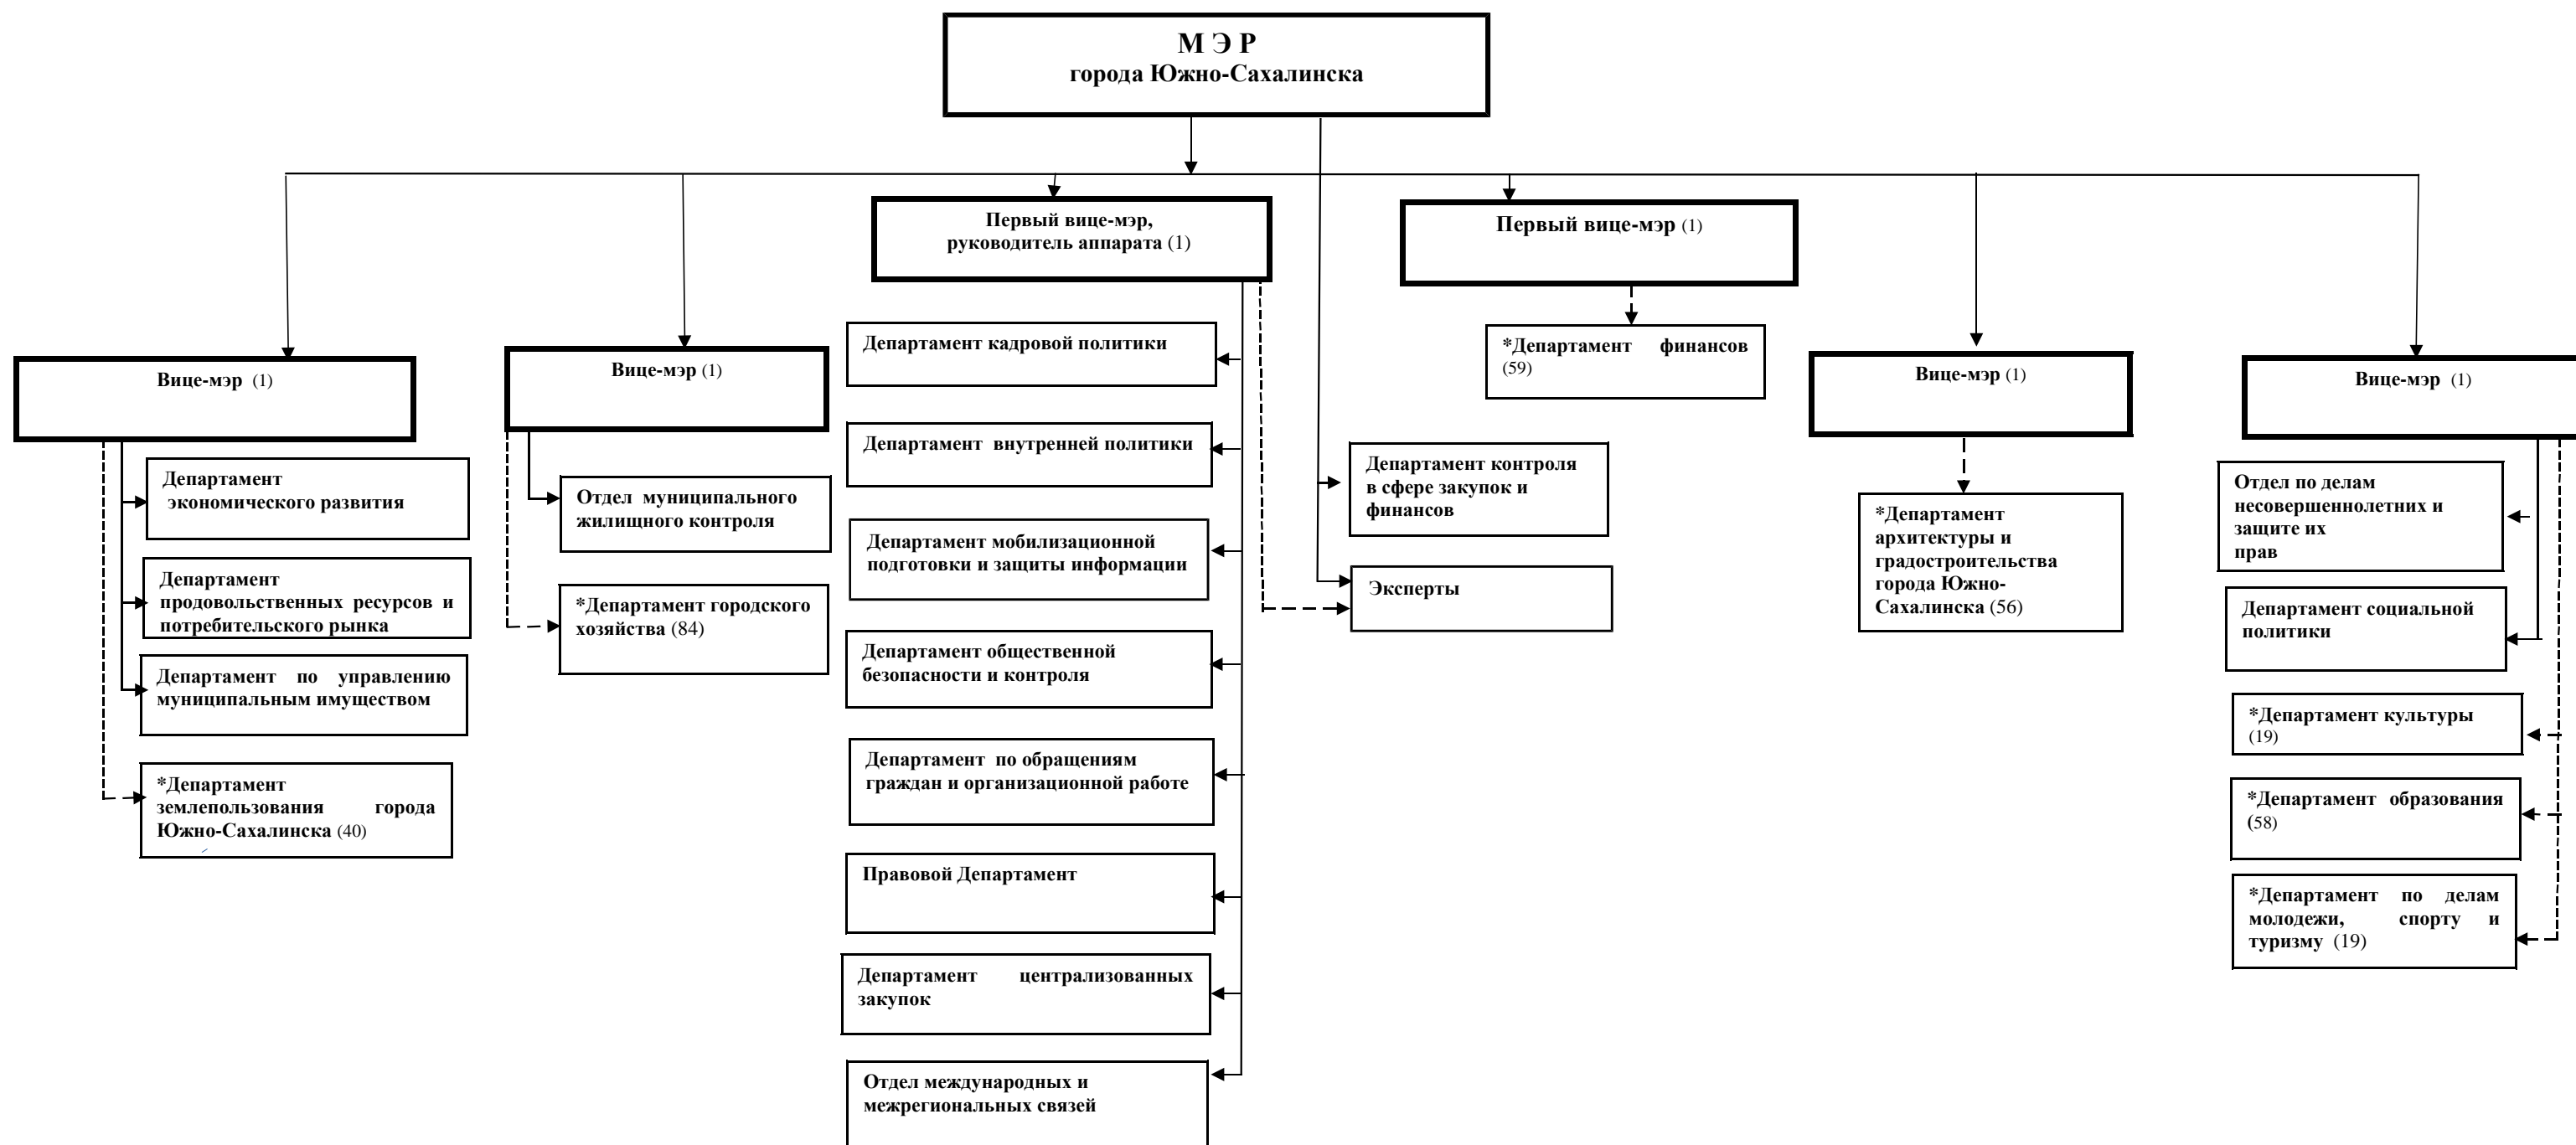 М Э Р
города Южно-Сахалинска
Первый вице-мэр,
руководитель аппарата (1)
Первый вице-мэр (1)
Вице-мэр (1)
Департамент
экономического развития
Департамент
продовольственных ресурсов и
потребительского рынка
Департамент по управлению
муниципальным имуществом
*Департамент
землепользования города
Южно-Сахалинска (40)
Вице-мэр (1)
Отдел муниципального
жилищного контроля
*Департамент городского
хозяйства (84)
Департамент кадровой политики
Департамент внутренней политики
Департамент мобилизационной
подготовки и защиты информации
Департамент общественной
безопасности и контроля
Департамент по обращениям
граждан и организационной работе
Правовой Департамент
Департамент централизованных
закупок
Отдел международных и
межрегиональных связей
*Департамент финансов
(59)
Департамент контроля
в сфере закупок и
финансов
Эксперты
Вице-мэр (1)
*Департамент
архитектуры и
градостроительства
города Южно-
Сахалинска (56)
Вице-мэр (1)
Отдел по делам
несовершеннолетних и
защите их
прав
Департамент социальной
политики
*Департамент культуры
(19)
*Департамент образования
(58)
*Департамент по делам
молодежи, спорту и
туризму (19)